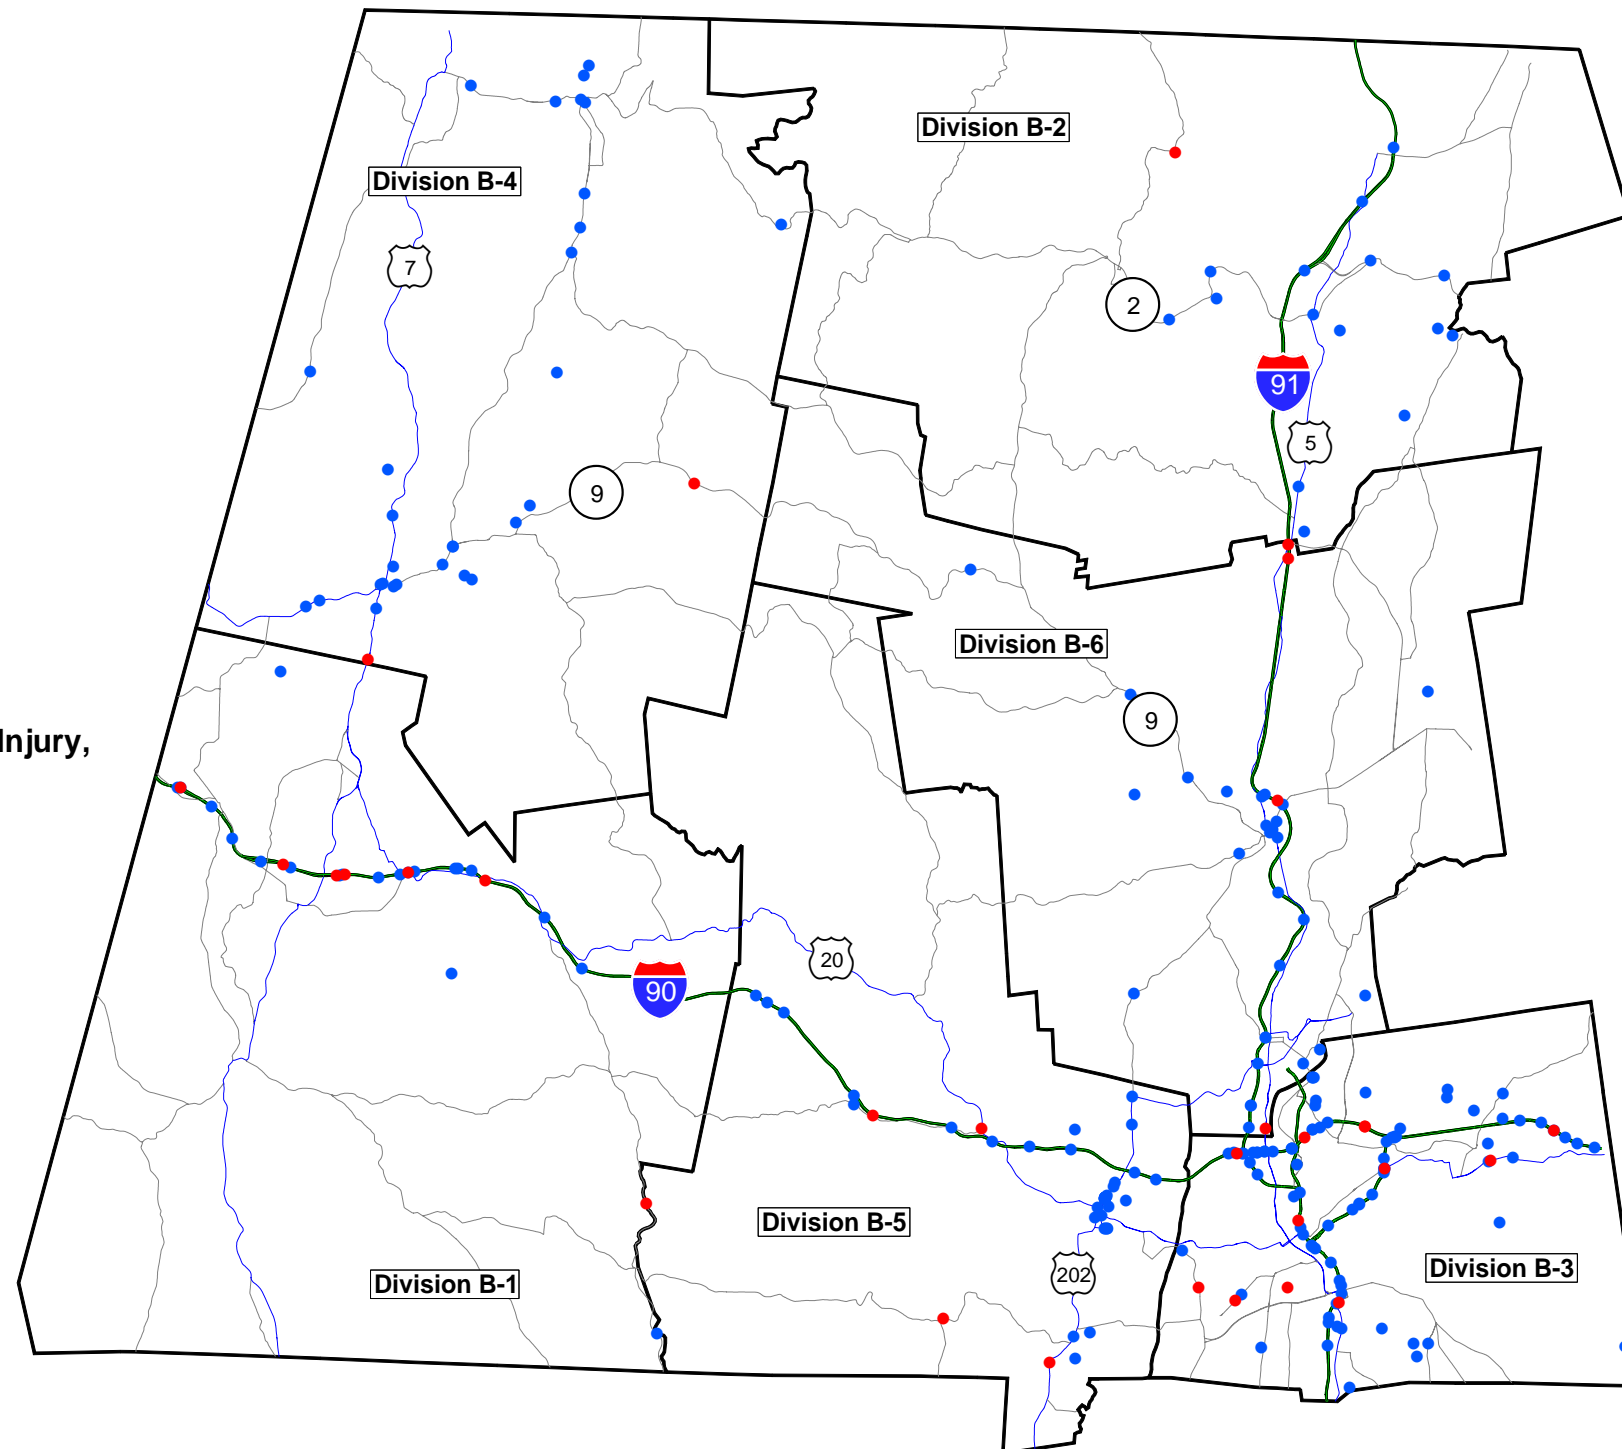 Division B-2
Division B-4
7
2
91
5
9
Division B-6
9
Injury,
20
90
Division B-5
202
Division B-3
Division B-1